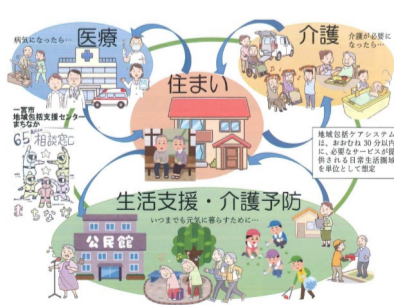 医療
病気になったら…
介護
介護が必要に
なったら…
住まい
一宮市
地域包括支援センター
まちなか
65 相談窓口
まちなか
地域包括ケアシステム
は、おおむね 30 分以内
に、必要なサービスが提
供される日常生活圏域
を単位として想定
生活支援・介護予防
いつまでも元気に暮らすために…
公民館